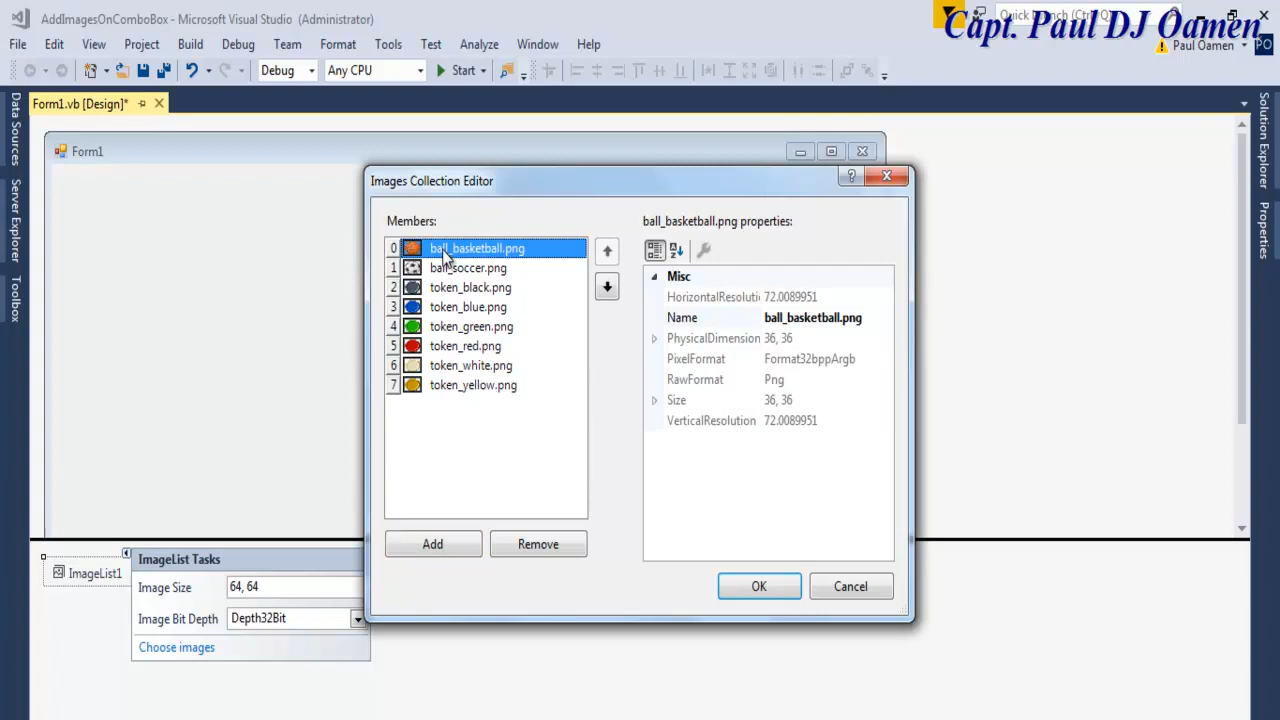 AddImagesOnComboBox - Microsoft Visual Studio (Administrator)
Quick Launch (Ctrl+Q)
Capt. Paul DJ Oamen
File Edit View Project Build Debug Team Format Tools Test Analyze Window Help
Paul Oamen PO
Debug Any CPU Start
Form1.vb [Design]*
Data Sources
Server Explorer
Toolbox
Solution Explorer
Properties
Form1
Images Collection Editor
Members:
0 ball_basketball.png
1 ball_soccer.png
2 token_black.png
3 token_blue.png
4 token_green.png
5 token_red.png
6 token_white.png
7 token_yellow.png
Add Remove
ball_basketball.png properties:
Misc
HorizontalResoluti 72.0089951
Name ball_basketball.png
PhysicalDimension 36, 36
PixelFormat Format32bppArgb
RawFormat Png
Size 36, 36
VerticalResolution 72.0089951
OK Cancel
ImageList1
ImageList Tasks
Image Size 64, 64
Image Bit Depth Depth32Bit
Choose images